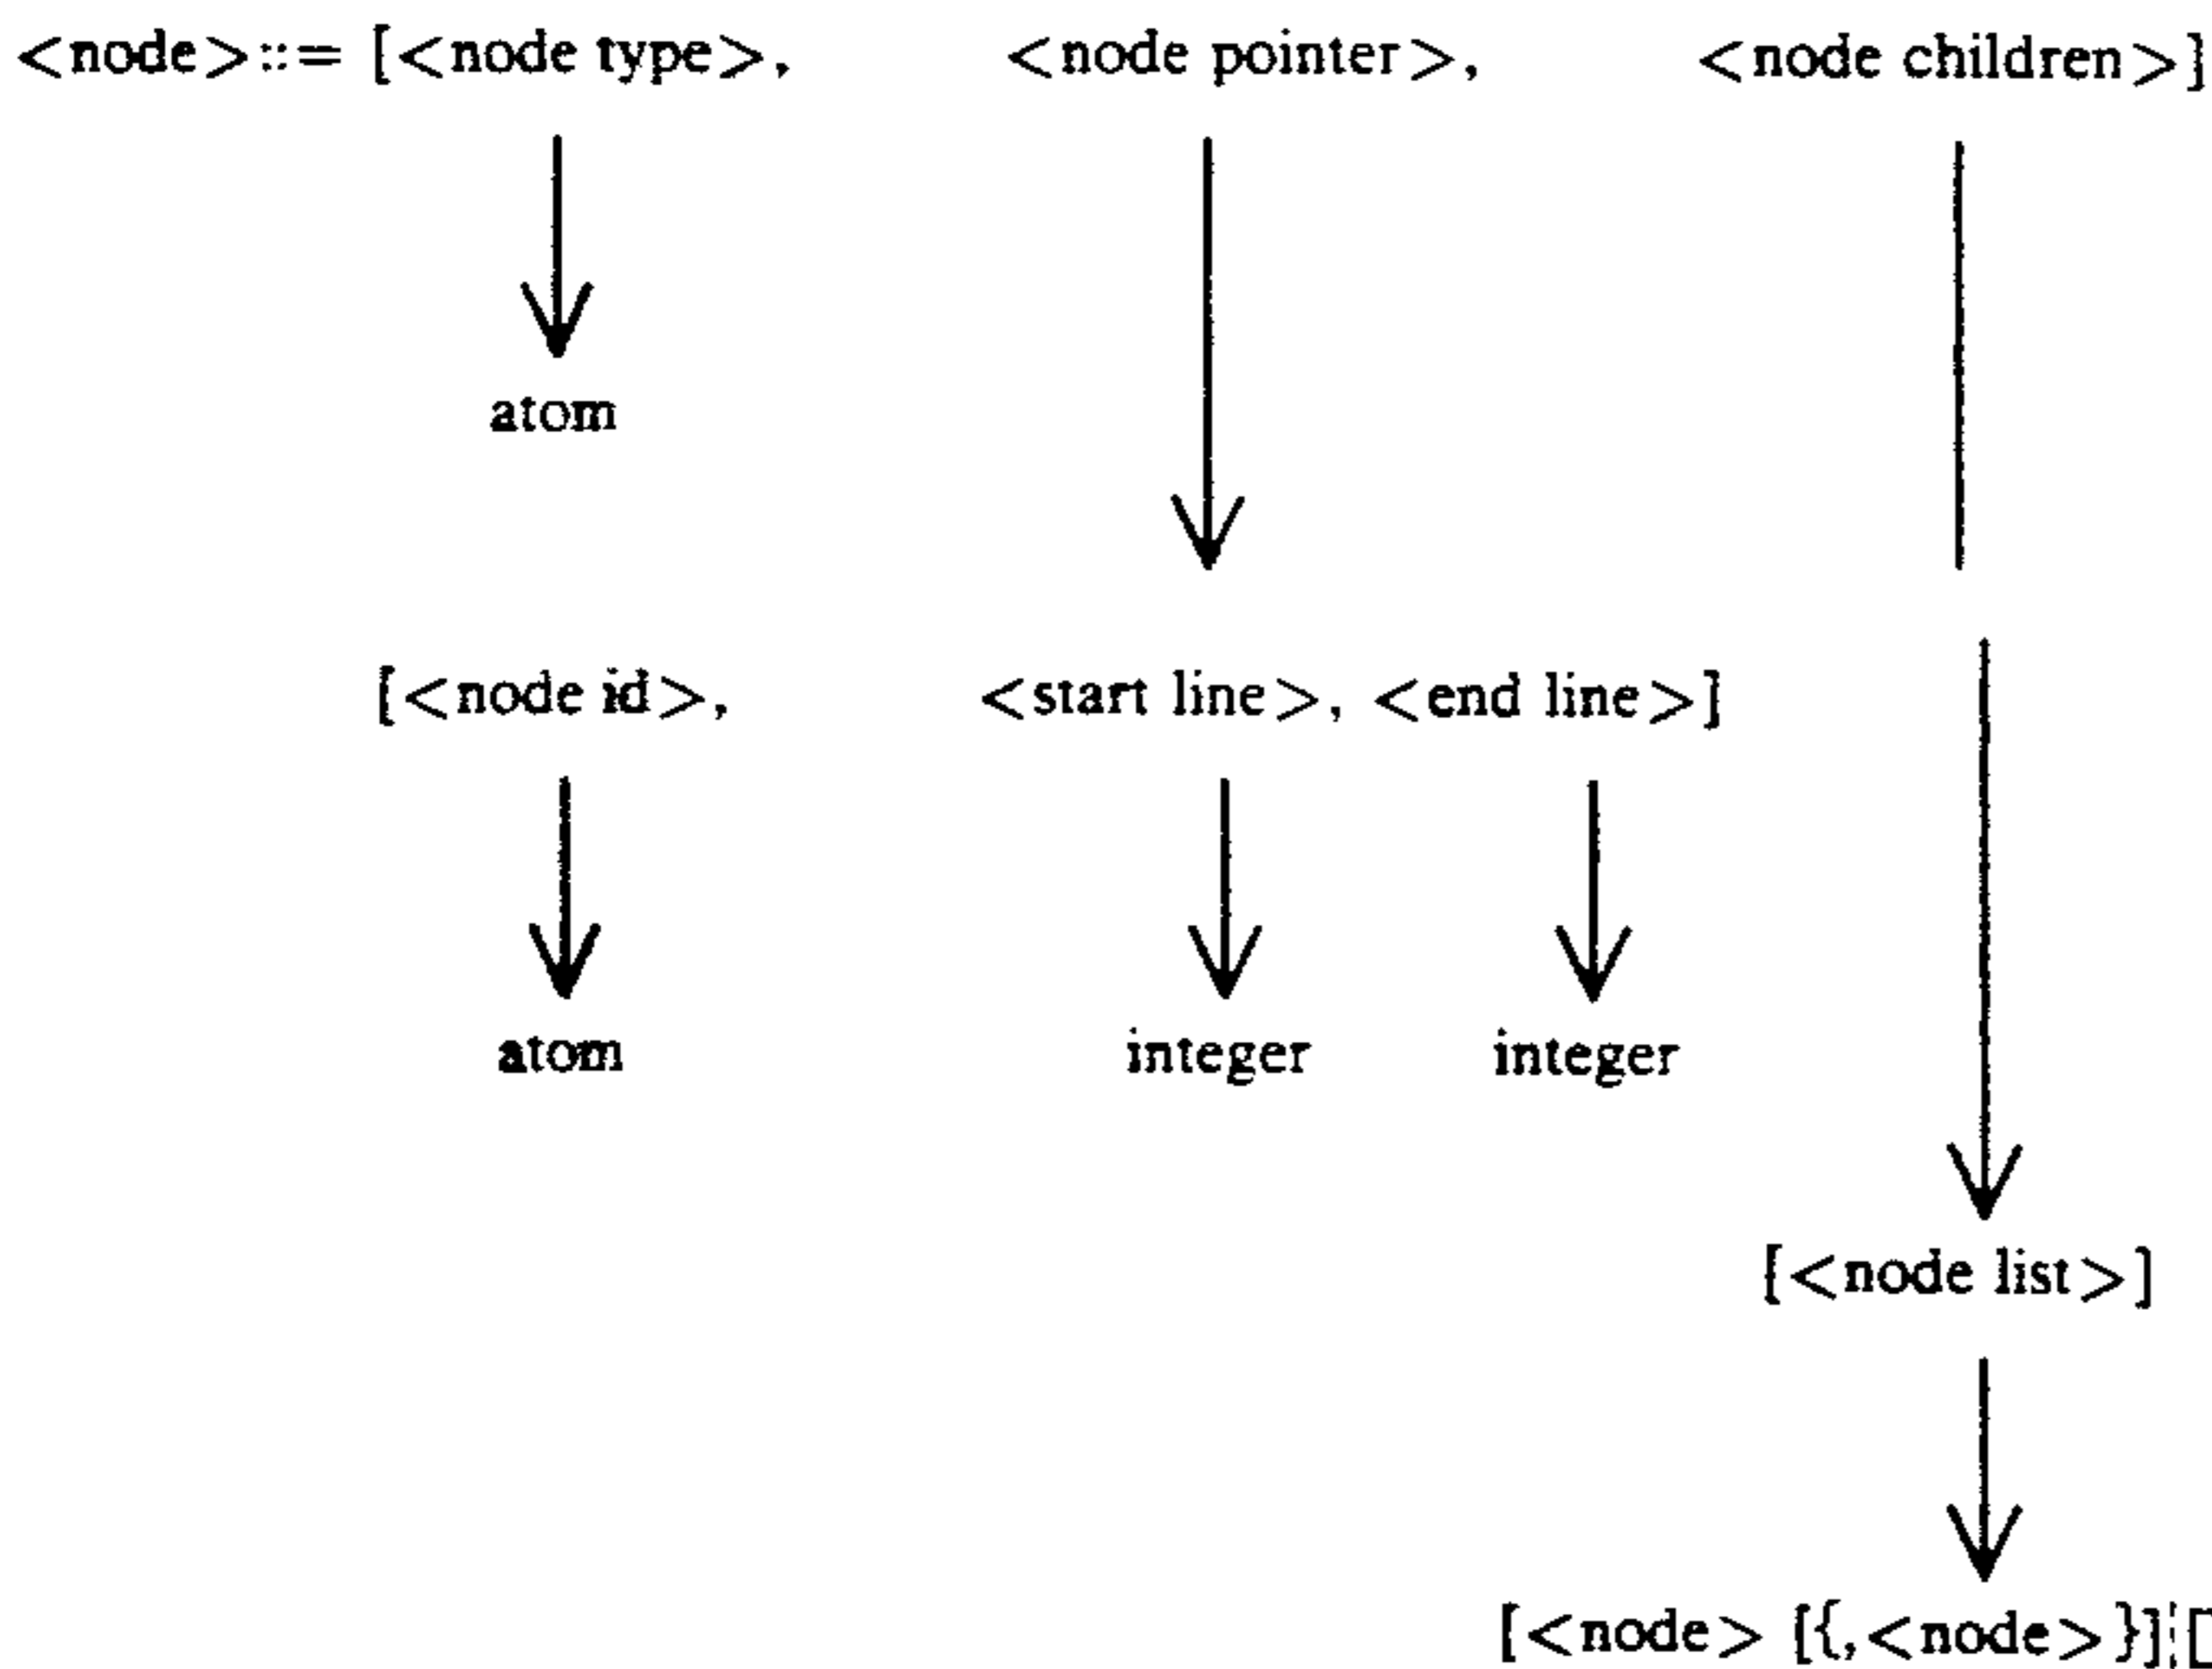 <node>::= [<node type>, <node pointer>, <node children>]
atom
[<node id>, <start line>, <end line>]
atom integer integer
[<node list>]
[<node> [{,<node>}]¦[]